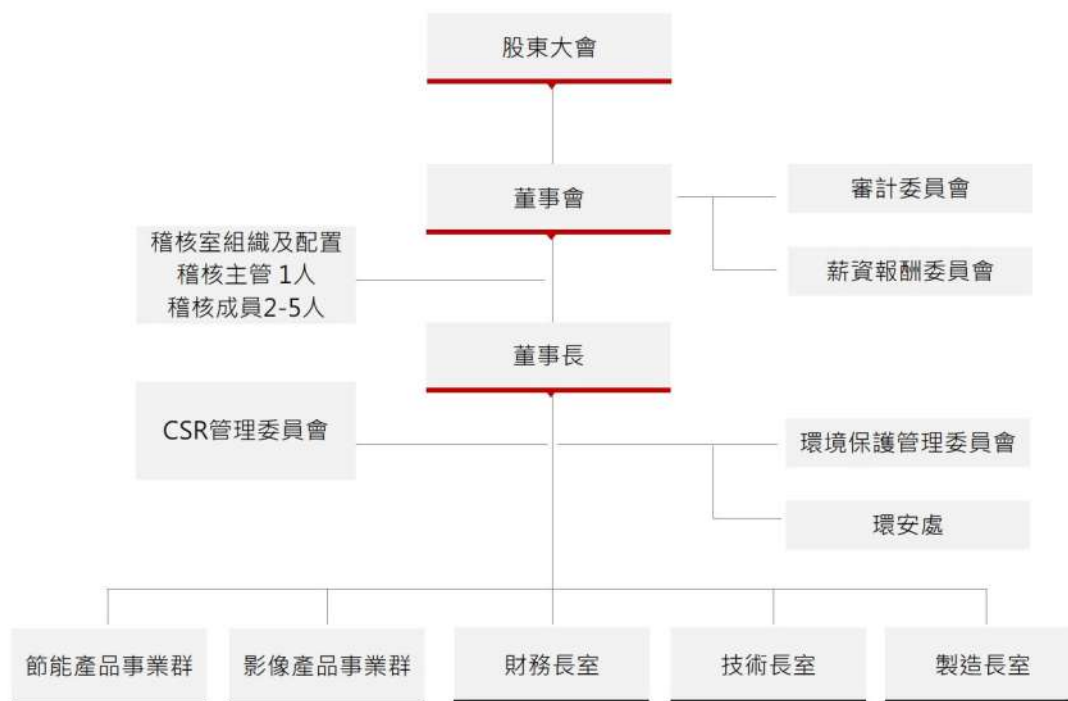 股東大會
董事會
審計委員會
稽核室組織及配置
稽核主管 1人
稽核成員2-5人
薪資報酬委員會
董事長
CSR管理委員會
環境保護管理委員會
環安處
節能產品事業群
影像產品事業群
財務長室
技術長室
製造長室